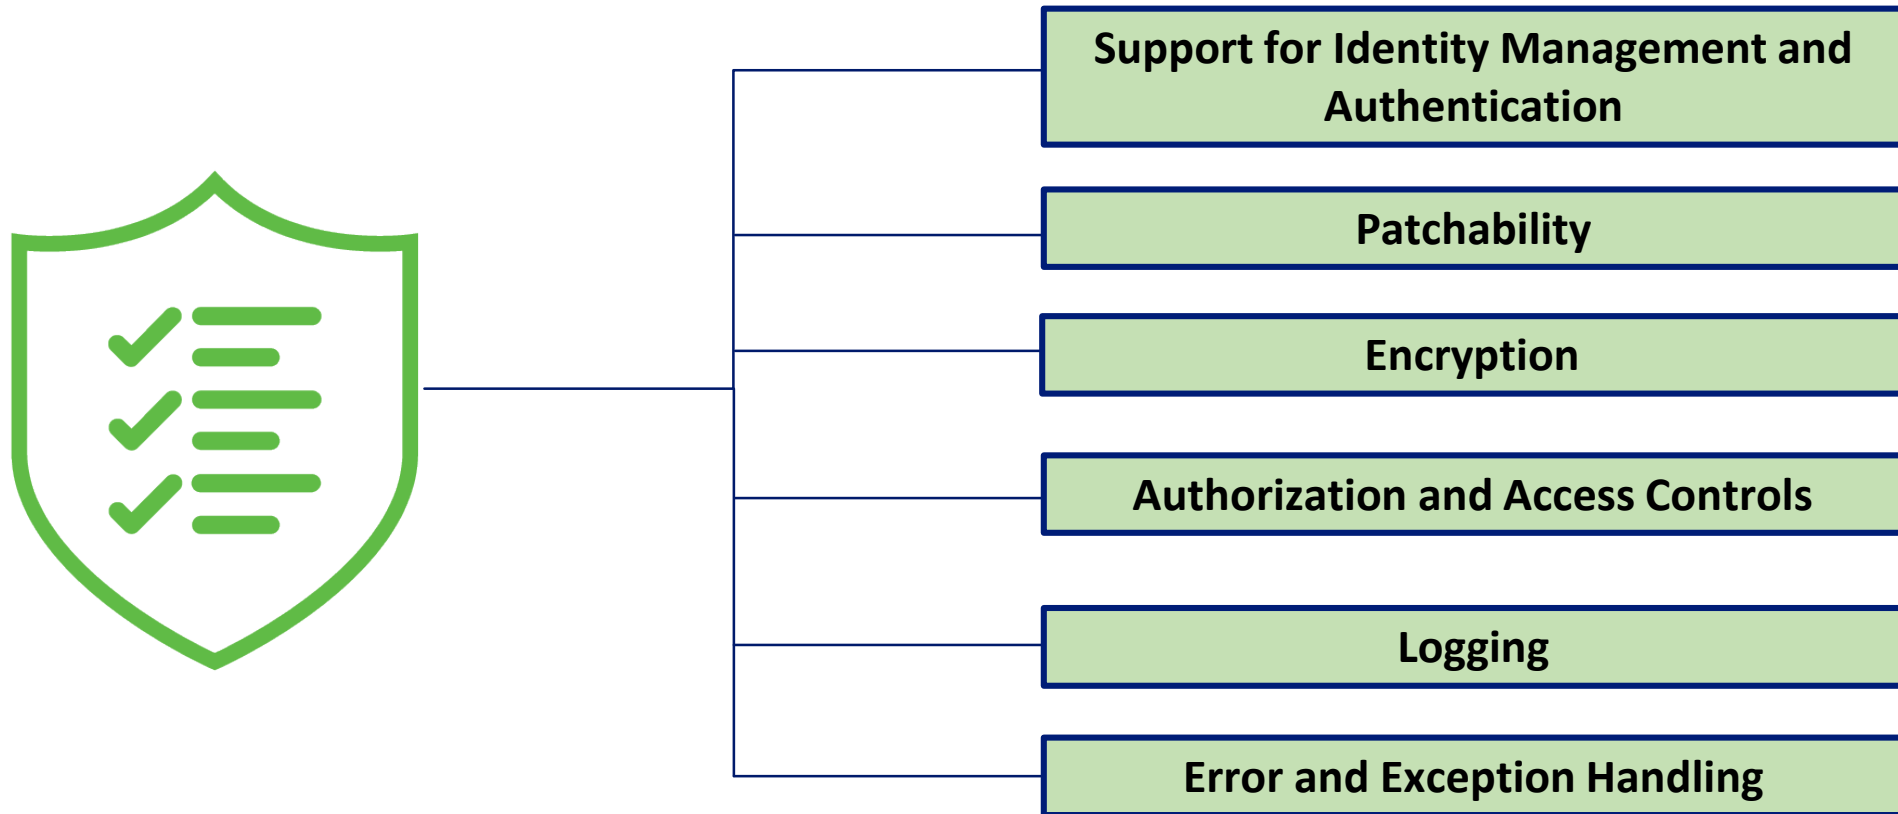 Support for Identity Management and
Authentication
Patchability
Encryption
Authorization and Access Controls
Logging
Error and Exception Handling